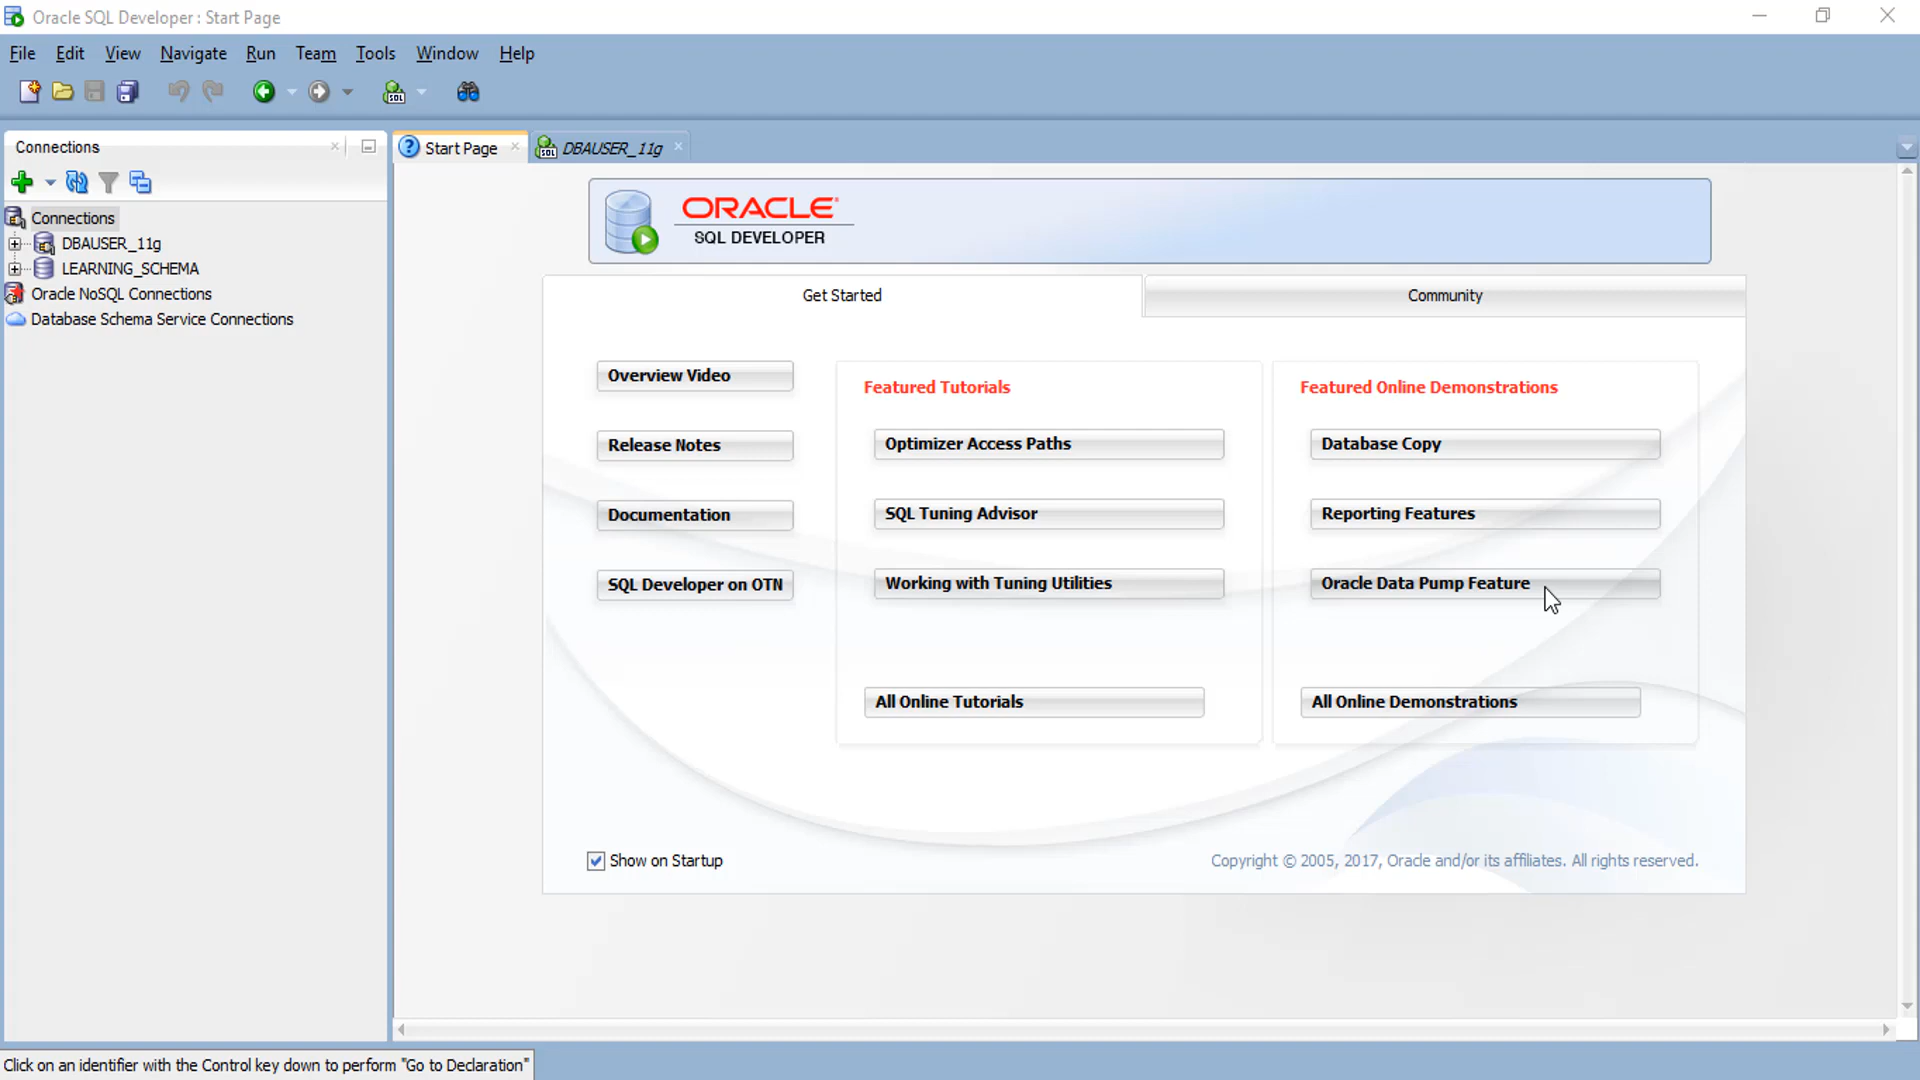 Oracle SQL Developer : Start Page
File Edit View Navigate Run Team Tools Window Help
SQL
Connections
Start Page
SQL DBAUSER_11g
Connections
DBAUSER_11g
LEARNING_SCHEMA
Oracle NoSQL Connections
Database Schema Service Connections
ORACLE
SQL DEVELOPER
Get Started
Community
Overview Video
Release Notes
Documentation
SQL Developer on OTN
Featured Tutorials
Optimizer Access Paths
SQL Tuning Advisor
Working with Tuning Utilities
All Online Tutorials
Featured Online Demonstrations
Database Copy
Reporting Features
Oracle Data Pump Feature
All Online Demonstrations
Show on Startup
Copyright © 2005, 2017, Oracle and/or its affiliates. All rights reserved.
Click on an identifier with the Control key down to perform "Go to Declaration"